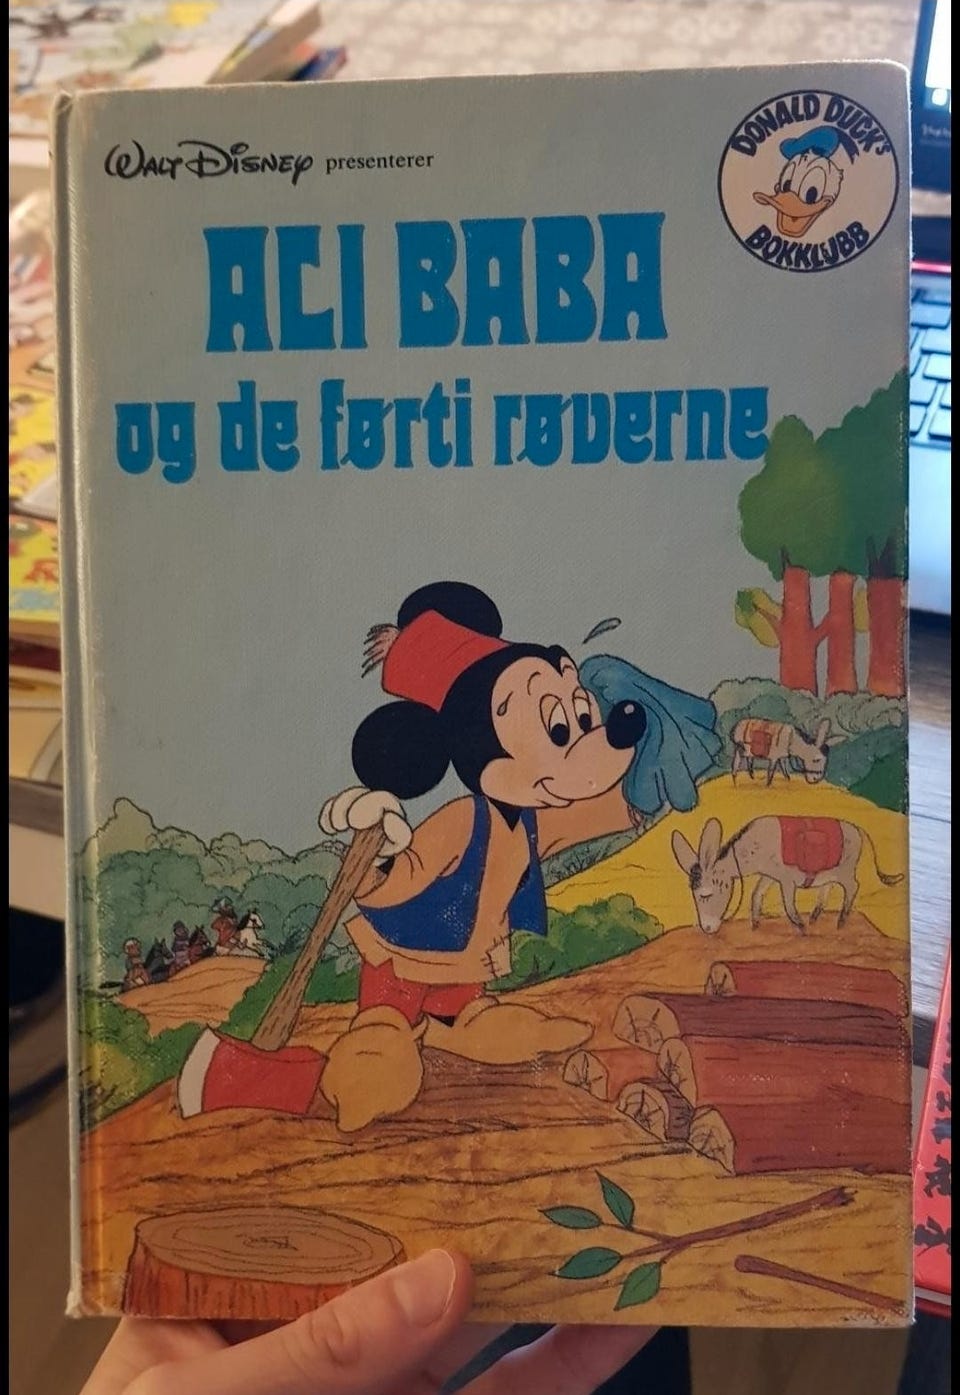 WALT DISNEY presenterer
DONALD DUCK's
BOKKLUBB
ALI BABA
og de førti røverne